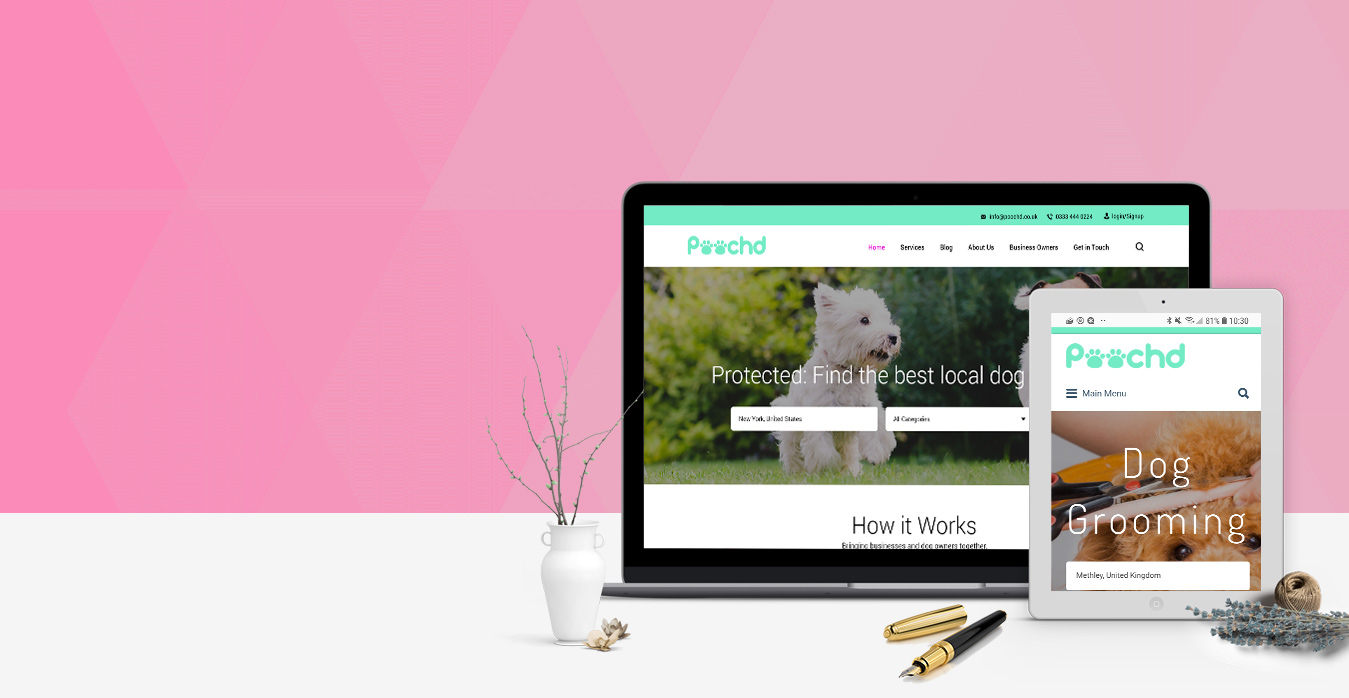 info@poochd.co.uk 0333 444 0224 login/Signup
Poochd
Home Services Blog About Us Business Owners Get in Touch
Protected: Find the best local dog
New York, United States
All Categories
How it Works
Bringing businesses and dog owners together.
81% 10:30
Poochd
Main Menu
Dog
Grooming
Methley, United Kingdom